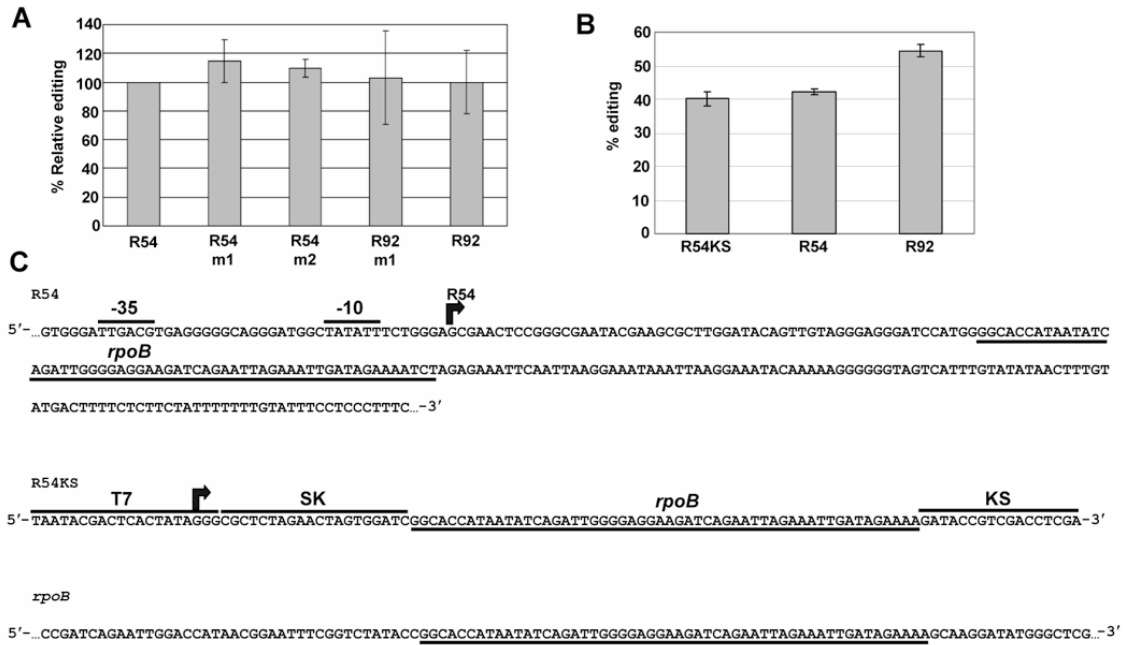 A
140
120
100
80
60
40
20
0
% Relative editing
R54
R54 m1
R54 m2
R92 m1
R92
B
60
50
40
30
20
10
0
% editing
R54KS
R54
R92
C
R54
-35 -10 R54
5′-…GTGGGATTGACGTGAGGGGGCAGGGATGGCTATATTTCTGGGAGCGAACTCCGGGCGAATACGAAGCGCTTGGATACAGTTGTAGGGAGGGATCCATGGGGCACCATAATATC
rpoB
AGATTGGGGAGGAAGATCAGAATTAGAAATTGATAGAAAATCTAGAGAAATTCAATTAAGGAAATAAATTAAGGAAATACAAAAAGGGGGGTAGTCATTTGTATATAACTTTGT
ATGACTTTTCTCTTCTATTTTTTTGTATTTCCTCCCTTTC…-3′
R54KS
T7 SK rpoB KS
5′-TAATACGACTCACTATAGGGCGCTCTAGAACTAGTGGATCGGCACCATAATATCAGATTGGGGAGGAAGATCAGAATTAGAAATTGATAGAAAAGATACCGTCGACCTCGA-3′
rpoB
5′-…CCGATCAGAATTGGACCATAACGGAATTTCGGTCTATACCGGCACCATAATATCAGATTGGGGAGGAAGATCAGAATTAGAAATTGATAGAAAAGCAAGGATATGGGCTCG…-3′